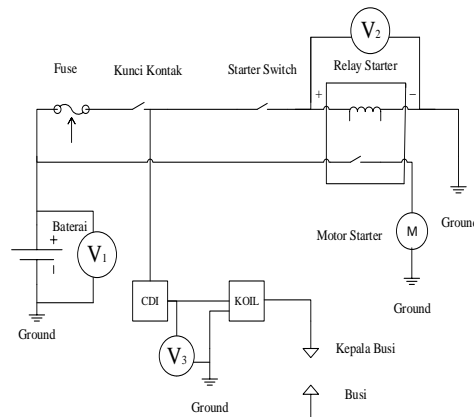 V2
Fuse
Kunci Kontak
Starter Switch
Relay Starter
+
−
Baterai
+
−
V1
Motor Starter
M
Ground
Ground
Ground
CDI
KOIL
V3
Kepala Busi
Ground
Busi